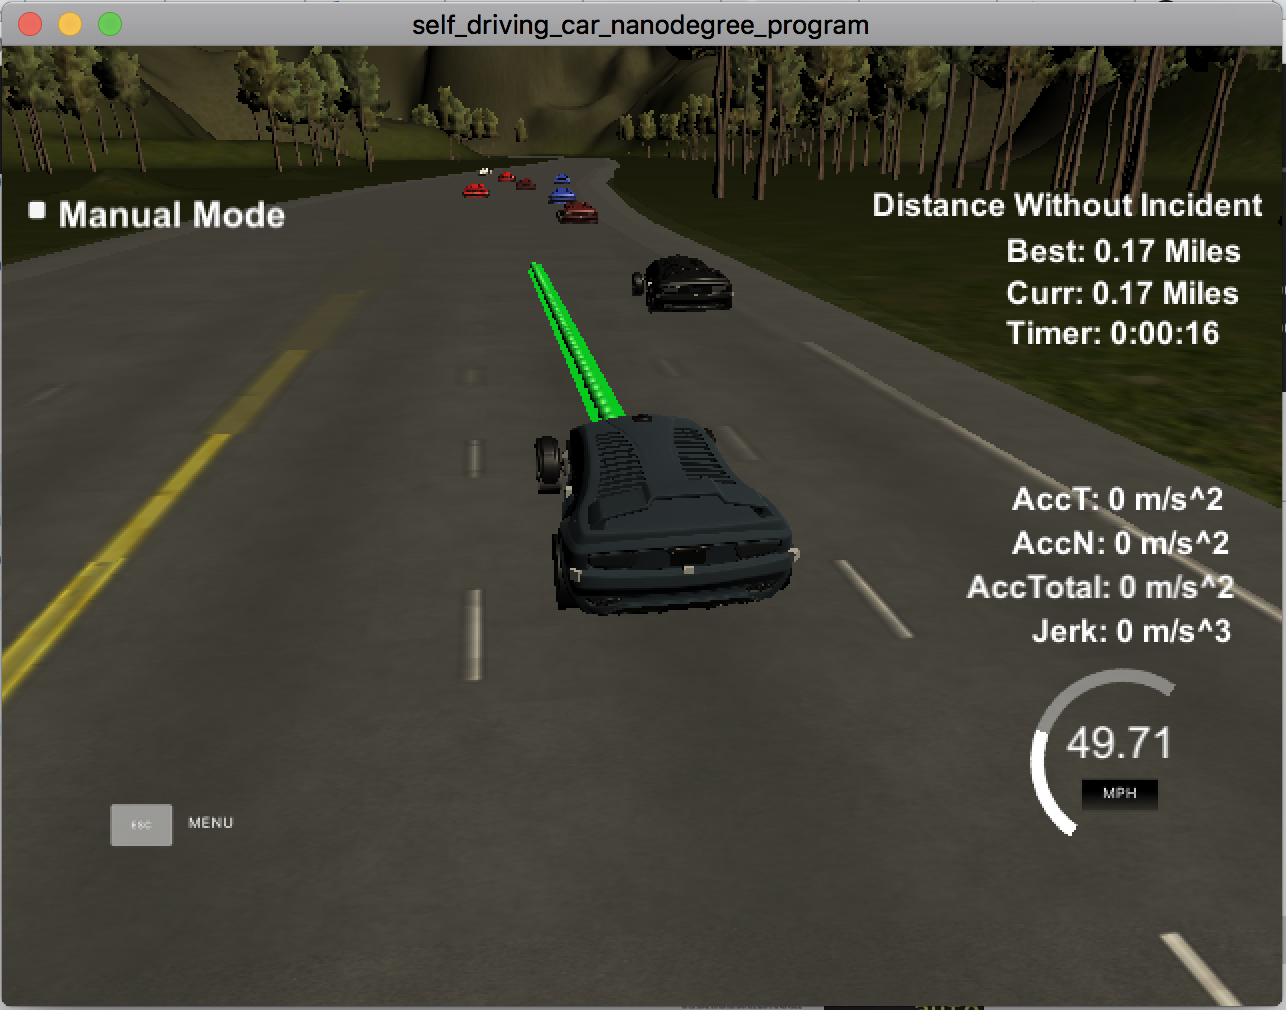 self_driving_car_nanodegree_program
Manual Mode
Distance Without Incident
Best: 0.17 Miles
Curr: 0.17 Miles
Timer: 0:00:16
AccT: 0 m/s^2
AccN: 0 m/s^2
AccTotal: 0 m/s^2
Jerk: 0 m/s^3
49.71
MPH
ESC MENU